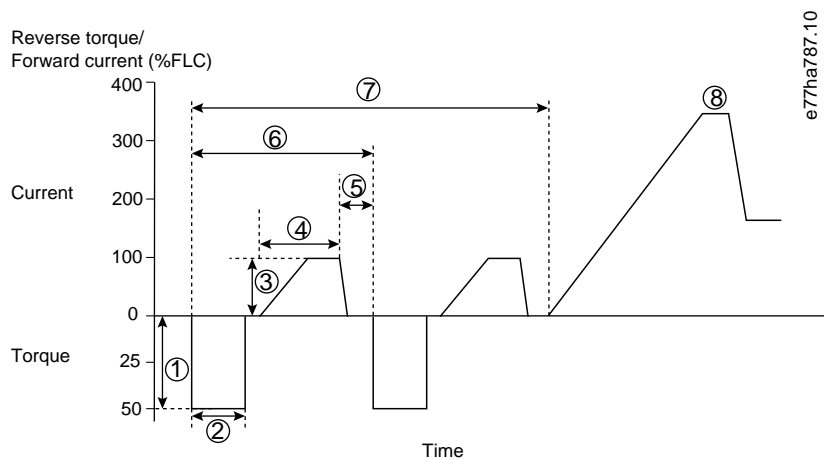 Reverse torque/
Forward current (%FLC)
e77ha787.10
400
⑦
⑧
300
⑥
Current
200
⑤
④
100
③
0
Torque
①
25
50
②
Time